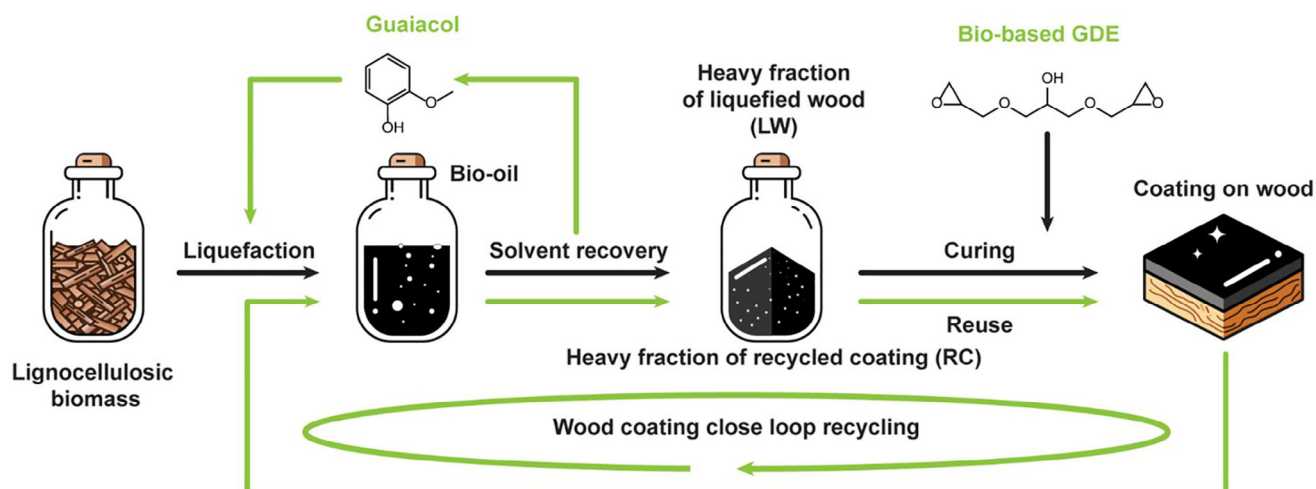 Guaiacol
OH
O
Bio-based GDE
OH
O
O
O
O
Heavy fraction
of liquefied wood
(LW)
Bio-oil
Coating on wood
Liquefaction
Solvent recovery
Curing
Reuse
Lignocellulosic
biomass
Heavy fraction of recycled coating (RC)
Wood coating close loop recycling